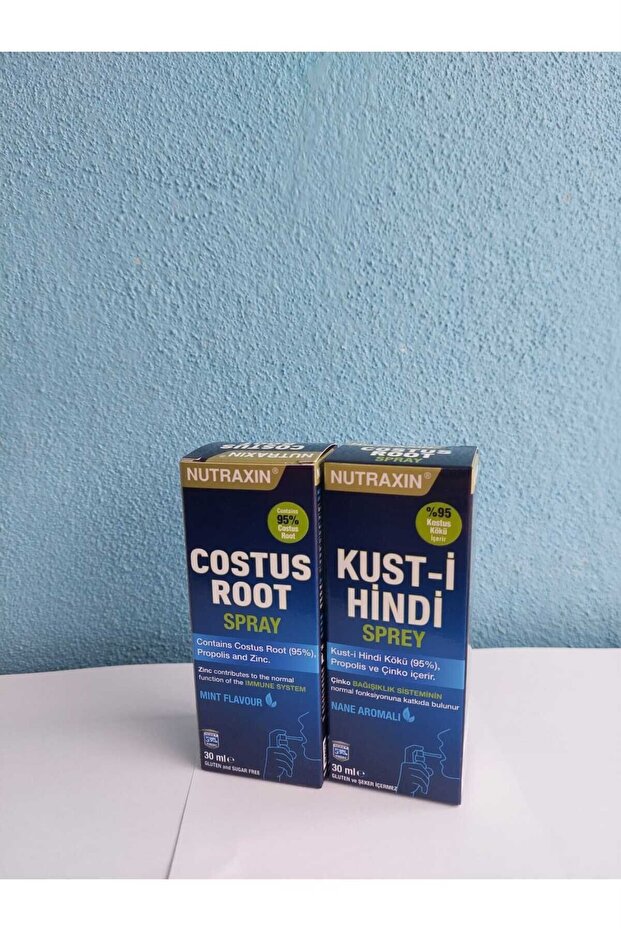 COSTUS
NUTRAXIN®
Contains
95%
Costus
Root
COSTUS
ROOT
SPRAY
Contains Costus Root (95%),
Propolis and Zinc.
Zinc contributes to the normal
function of the IMMUNE SYSTEM
MINT FLAVOUR
30 ml e
GLUTEN and SUGAR FREE
COSTUS
ROOT
SPRAY
NUTRAXIN®
%95
Kostus
Kökü
İçerir
KUST-İ
HİNDİ
SPREY
Kust-i Hindi Kökü (95%),
Propolis ve Çinko içerir.
Çinko BAĞIŞIKLIK SİSTEMİNİN
normal fonksiyonuna katkıda bulunur
NANE AROMALI
30 ml e
GLUTEN ve ŞEKER İÇERMEZ